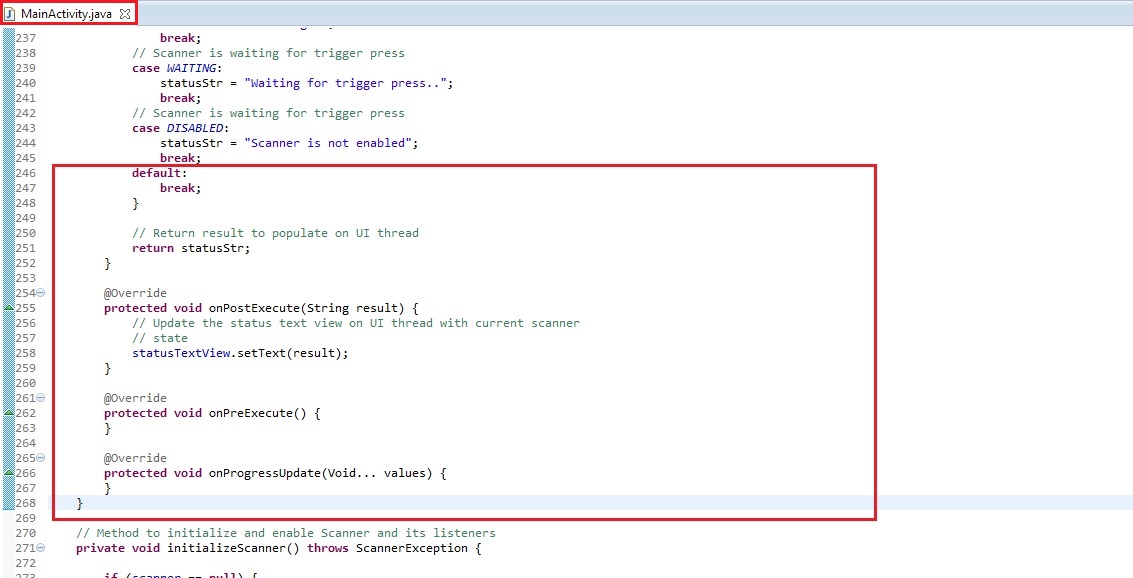 MainActivity.java
237 break;
238 // Scanner is waiting for trigger press
239 case WAITING:
240 statusStr = "Waiting for trigger press..";
241 break;
242 // Scanner is waiting for trigger press
243 case DISABLED:
244 statusStr = "Scanner is not enabled";
245 break;
246 default:
247 break;
248 }
249
250 // Return result to populate on UI thread
251 return statusStr;
252 }
253
254 @Override
255 protected void onPostExecute(String result) {
256 // Update the status text view on UI thread with current scanner
257 // state
258 statusTextView.setText(result);
259 }
260
261 @Override
262 protected void onPreExecute() {
263 }
264
265 @Override
266 protected void onProgressUpdate(Void... values) {
267 }
268 }
269
270 // Method to initialize and enable Scanner and its listeners
271 private void initializeScanner() throws ScannerException {
272
273 if (scanner == null) {